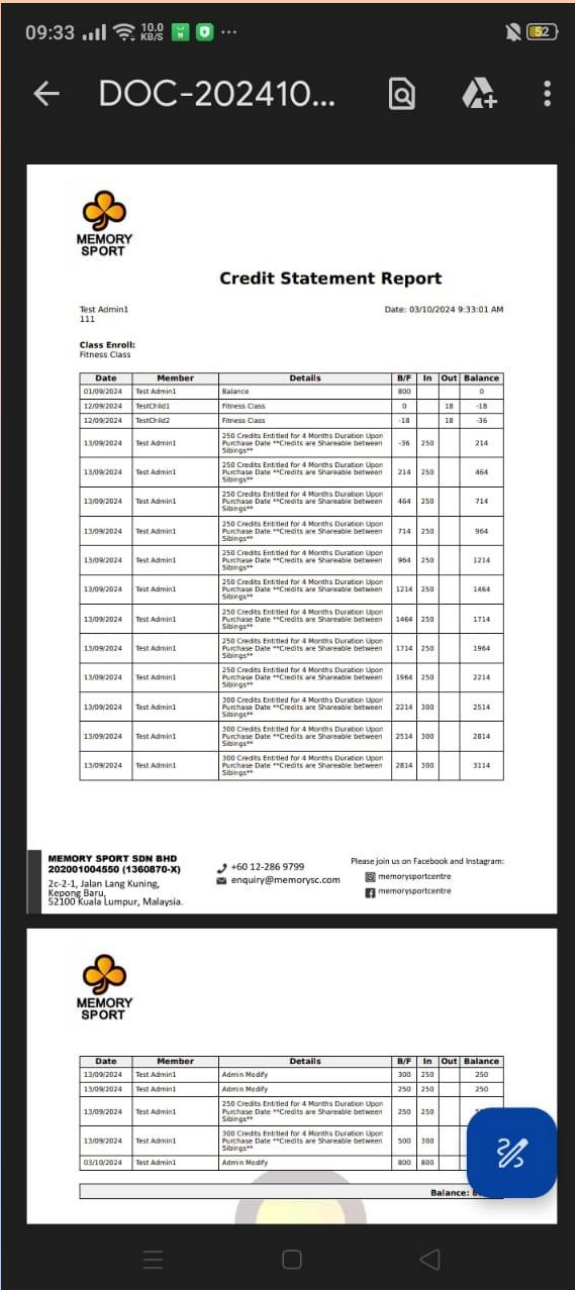 09:33 10.0 KB/S ... 52
DOC-202410...
MEMORY
SPORT
Credit Statement Report
Test Admin1 Date: 03/10/2024 9:33:01 AM
111
Class Enroll:
Fitness Class
Date Member Details B/F In Out Balance
01/09/2024 Test Admin1 Balance 800 0
12/09/2024 TestChild1 Fitness Class 0 18 -18
12/09/2024 TestChild2 Fitness Class -18 18 -36
250 Credits Entitled for 4 Months Duration Upon
13/09/2024 Test Admin1 Purchase Date **Credits are Shareable between -36 250 214
Sibings**
250 Credits Entitled for 4 Months Duration Upon
13/09/2024 Test Admin1 Purchase Date **Credits are Shareable between 214 250 464
Sibings**
250 Credits Entitled for 4 Months Duration Upon
13/09/2024 Test Admin1 Purchase Date **Credits are Shareable between 464 250 714
Sibings**
250 Credits Entitled for 4 Months Duration Upon
13/09/2024 Test Admin1 Purchase Date **Credits are Shareable between 714 250 964
Sibings**
250 Credits Entitled for 4 Months Duration Upon
13/09/2024 Test Admin1 Purchase Date **Credits are Shareable between 964 250 1214
Sibings**
250 Credits Entitled for 4 Months Duration Upon
13/09/2024 Test Admin1 Purchase Date **Credits are Shareable between 1214 250 1464
Sibings**
250 Credits Entitled for 4 Months Duration Upon
13/09/2024 Test Admin1 Purchase Date **Credits are Shareable between 1464 250 1714
Sibings**
250 Credits Entitled for 4 Months Duration Upon
13/09/2024 Test Admin1 Purchase Date **Credits are Shareable between 1714 250 1964
Sibings**
250 Credits Entitled for 4 Months Duration Upon
13/09/2024 Test Admin1 Purchase Date **Credits are Shareable between 1964 250 2214
Sibings**
300 Credits Entitled for 4 Months Duration Upon
13/09/2024 Test Admin1 Purchase Date **Credits are Shareable between 2214 300 2514
Sibings**
300 Credits Entitled for 4 Months Duration Upon
13/09/2024 Test Admin1 Purchase Date **Credits are Shareable between 2514 300 2814
Sibings**
300 Credits Entitled for 4 Months Duration Upon
13/09/2024 Test Admin1 Purchase Date **Credits are Shareable between 2814 300 3114
Sibings**
MEMORY SPORT SDN BHD
202001004550 (1360870-X)
2c-2-1, Jalan Lang Kuning,
Kepong Baru,
52100 Kuala Lumpur, Malaysia.
+60 12-286 9799
enquiry@memorysc.com
Please join us on Facebook and Instagram:
memorysportcentre
memorysportcentre
MEMORY
SPORT
Date Member Details B/F In Out Balance
13/09/2024 Test Admin1 Admin Modify 300 250 250
13/09/2024 Test Admin1 Admin Modify 250 250 250
250 Credits Entitled for 4 Months Duration Upon
13/09/2024 Test Admin1 Purchase Date **Credits are Shareable between 250 250
Sibings**
300 Credits Entitled for 4 Months Duration Upon
13/09/2024 Test Admin1 Purchase Date **Credits are Shareable between 500 300
Sibings**
03/10/2024 Test Admin1 Admin Modify 800 800
Balance: